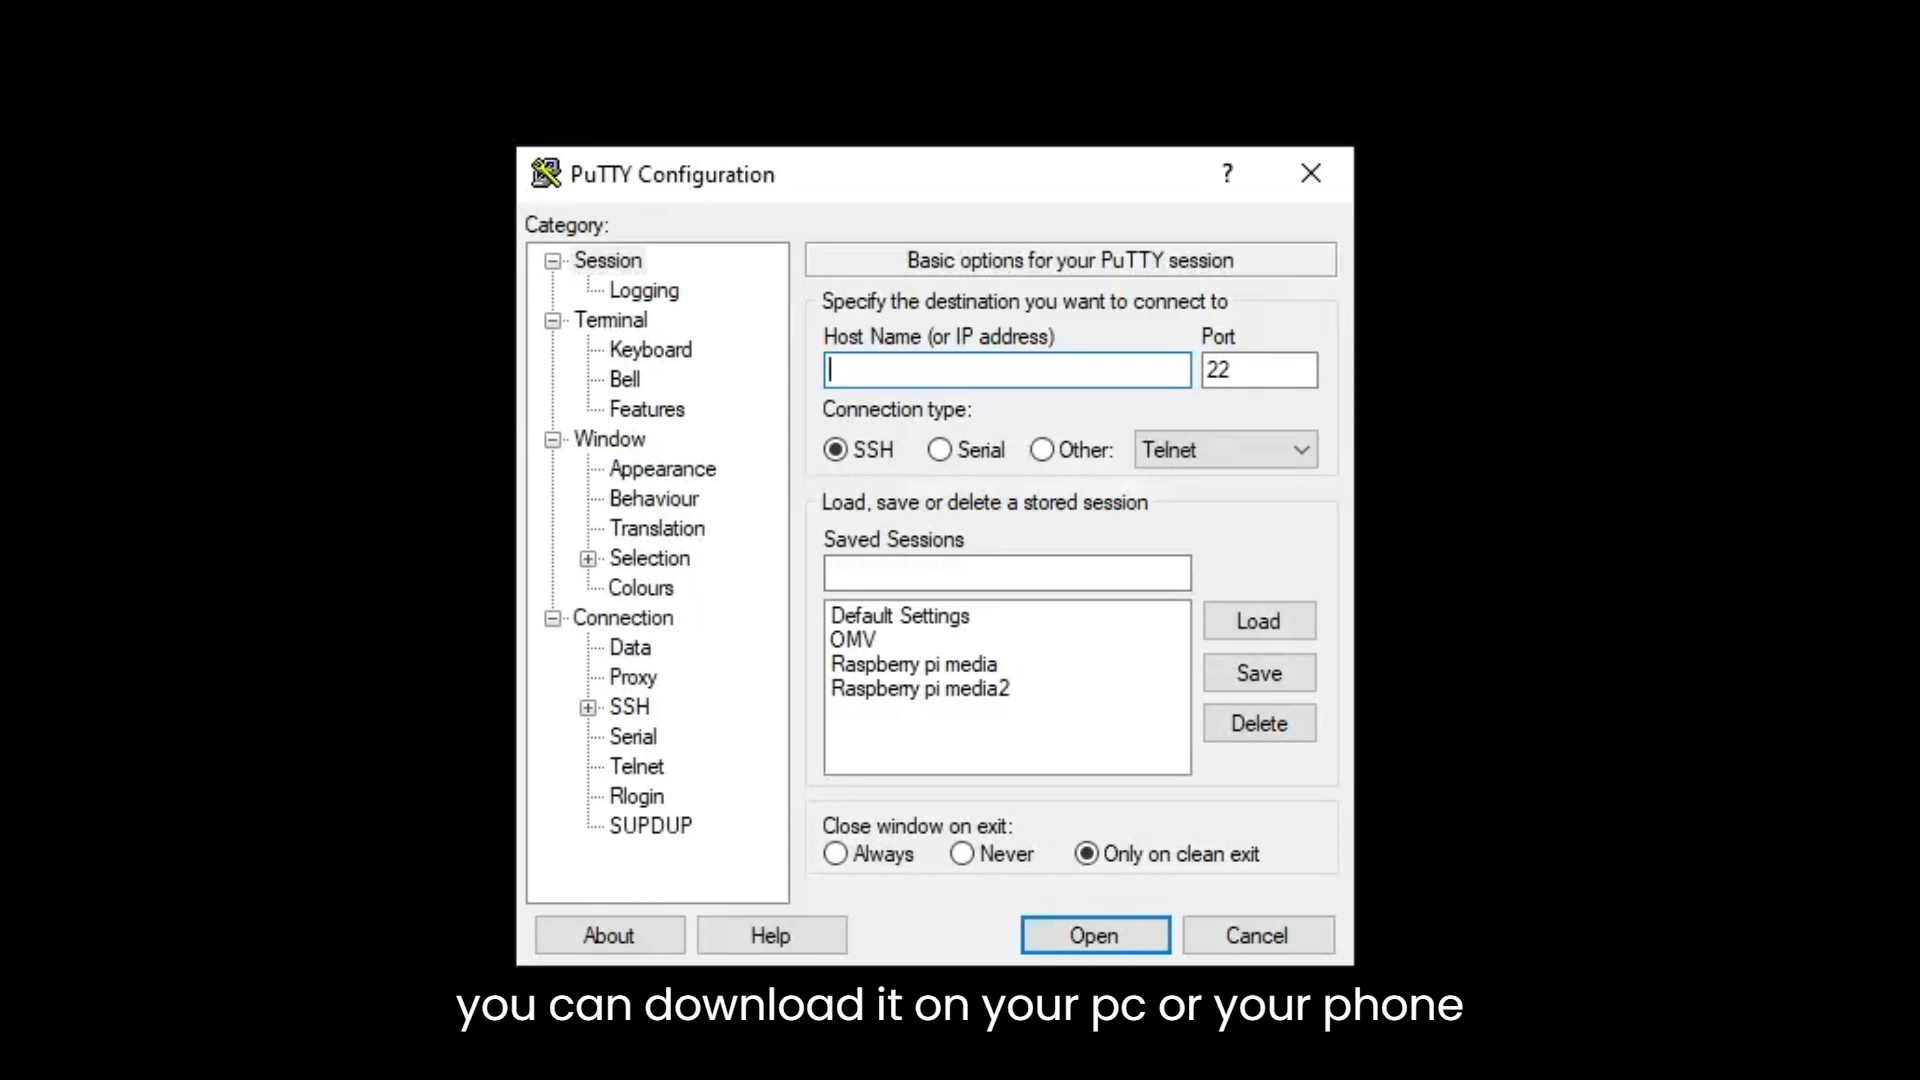 PuTTY Configuration
?
Category:
Session
Logging
Terminal
Keyboard
Bell
Features
Window
Appearance
Behaviour
Translation
Selection
Colours
Connection
Data
Proxy
SSH
Serial
Telnet
Rlogin
SUPDUP
Basic options for your PuTTY session
Specify the destination you want to connect to
Host Name (or IP address) Port
22
Connection type:
SSH Serial Other: Telnet
Load, save or delete a stored session
Saved Sessions
Default Settings
OMV
Raspberry pi media
Raspberry pi media2
Load
Save
Delete
Close window on exit:
Always Never Only on clean exit
About Help Open Cancel
you can download it on your pc or your phone